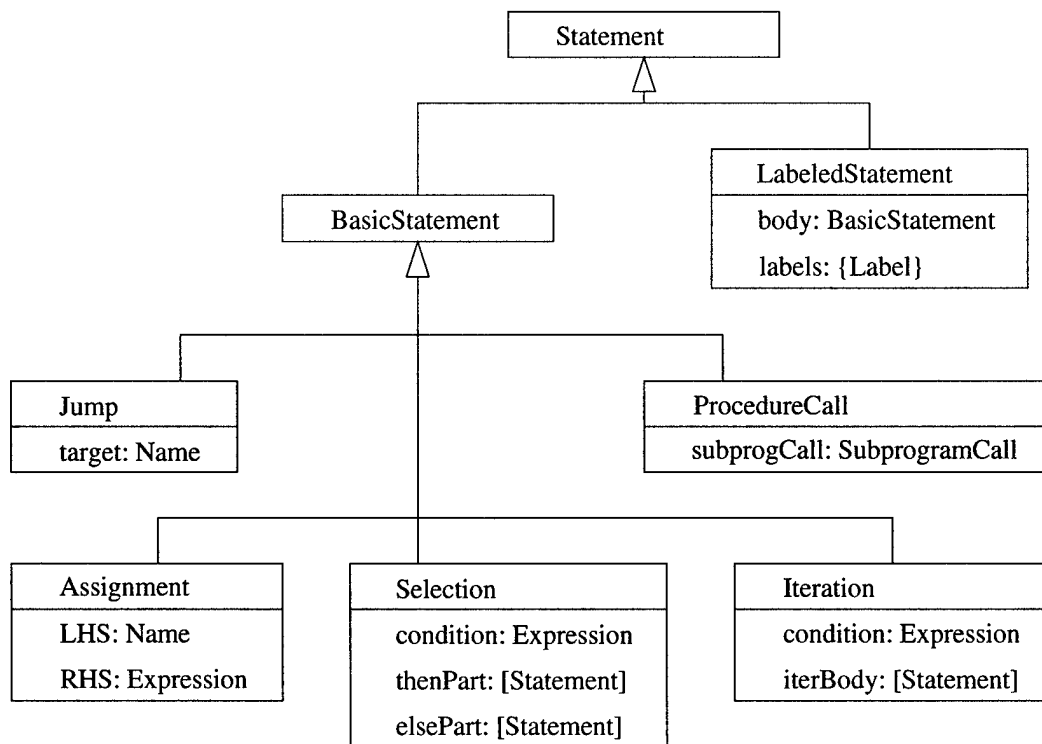 Statement
LabeledStatement
body: BasicStatement
labels: {Label}
BasicStatement
Jump
target: Name
ProcedureCall
subprogCall: SubprogramCall
Assignment
LHS: Name
RHS: Expression
Selection
condition: Expression
thenPart: [Statement]
elsePart: [Statement]
Iteration
condition: Expression
iterBody: [Statement]